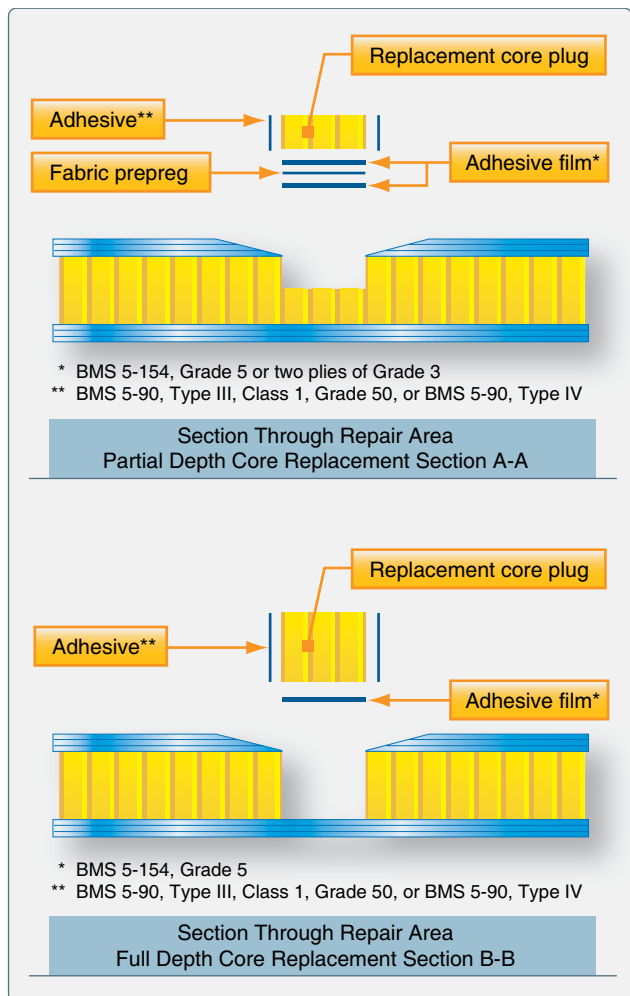 Replacement core plug
Adhesive**
Fabric prepreg
Adhesive film*
* BMS 5-154, Grade 5 or two plies of Grade 3
** BMS 5-90, Type III, Class 1, Grade 50, or BMS 5-90, Type IV
Section Through Repair Area
Partial Depth Core Replacement Section A-A
Replacement core plug
Adhesive**
Adhesive film*
* BMS 5-154, Grade 5
** BMS 5-90, Type III, Class 1, Grade 50, or BMS 5-90, Type IV
Section Through Repair Area
Full Depth Core Replacement Section B-B